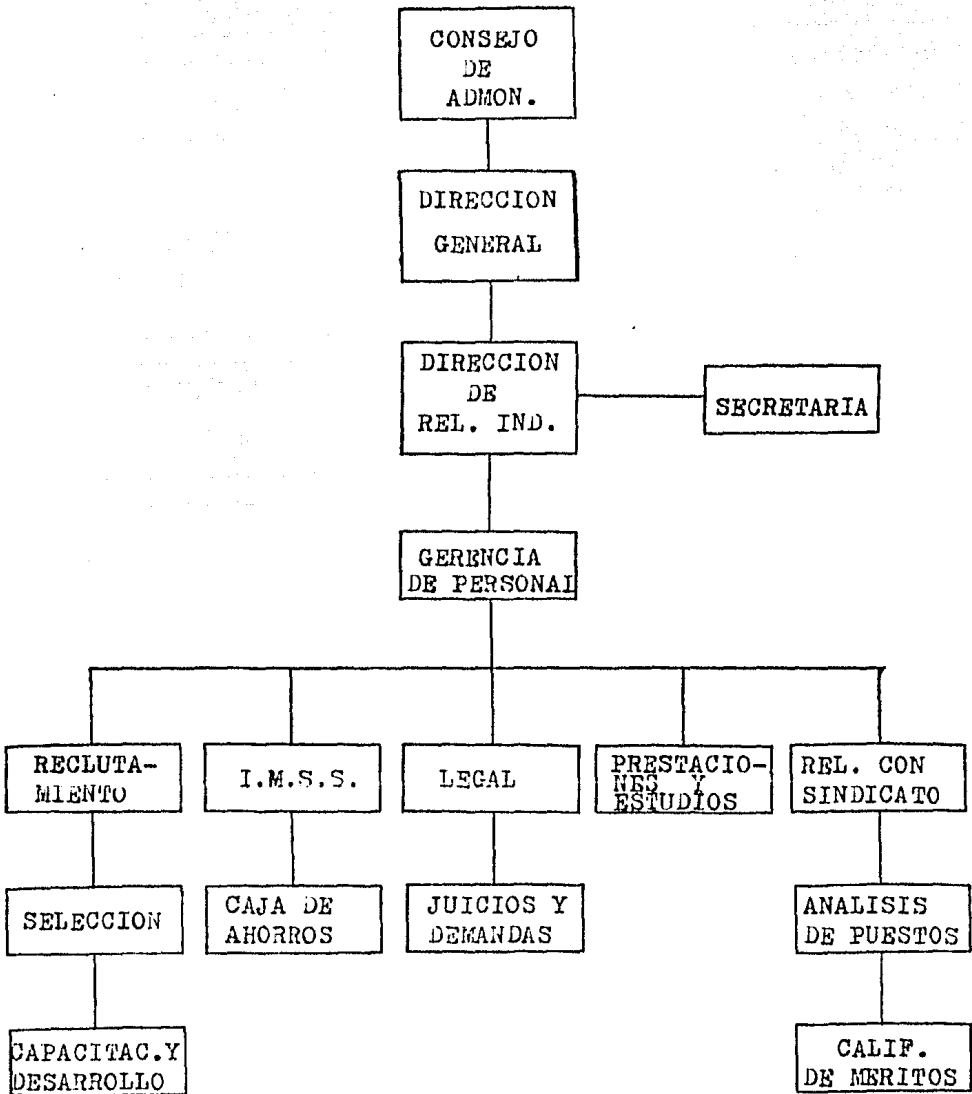 CONSEJO
DE
ADMON.
DIRECCION
GENERAL
DIRECCION
DE
REL. IND.
SECRETARIA
GERENCIA
DE PERSONAL
RECLUTA-
MIENTO
I.M.S.S.
LEGAL
PRESTACIO-
NES Y
ESTUDIOS
REL. CON
SINDICATO
SELECCION
CAJA DE
AHORROS
JUICIOS Y
DEMANDAS
ANALISIS
DE PUESTOS
CAPACITAC.Y
DESARROLLO
CALIF.
DE MERITOS